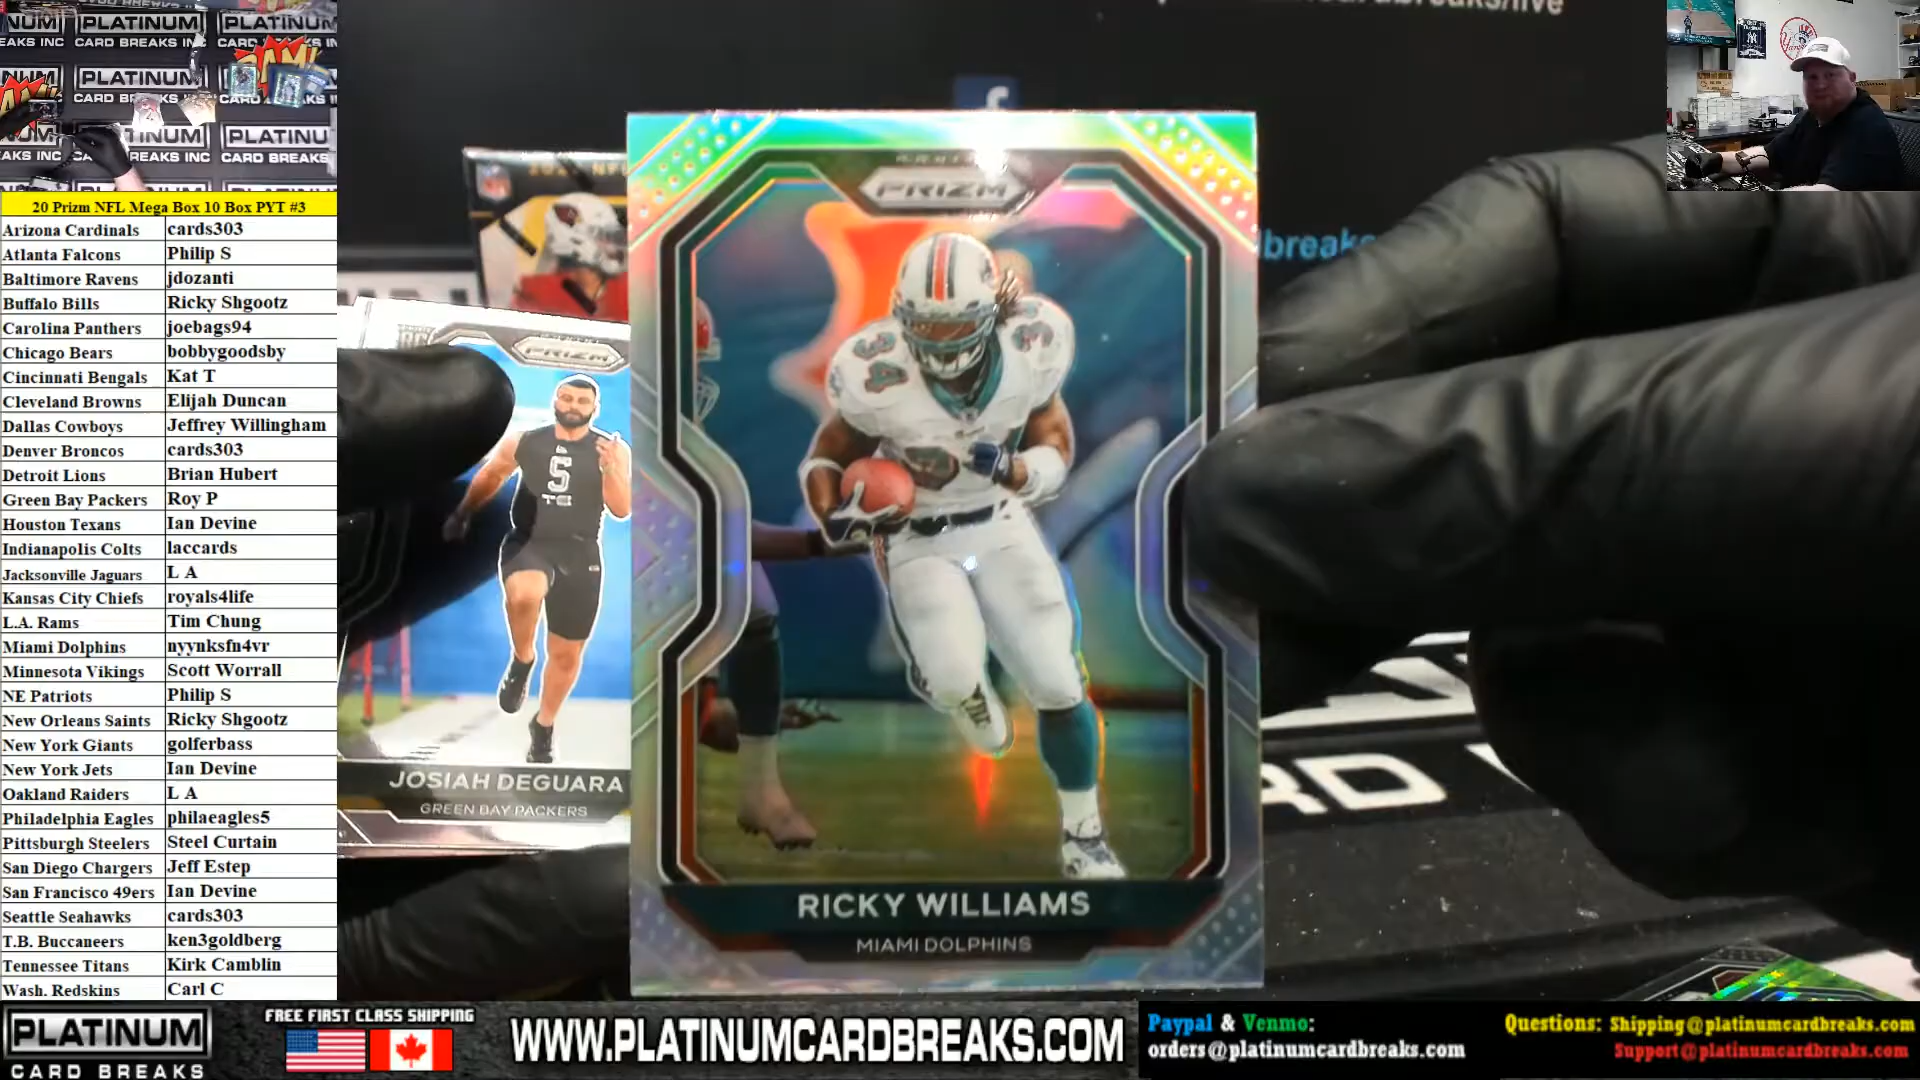 PLATINUM
CARD BREAKS INC
PLATINUM
CARD BREAKS INC
BAM!
20 Prizm NFL Mega Box 10 Box PYT #3
Arizona Cardinals cards303
Atlanta Falcons Philip S
Baltimore Ravens jdozanti
Buffalo Bills Ricky Shgootz
Carolina Panthers joebags94
Chicago Bears bobbygoodsby
Cincinnati Bengals Kat T
Cleveland Browns Elijah Duncan
Dallas Cowboys Jeffrey Willingham
Denver Broncos cards303
Detroit Lions Brian Hubert
Green Bay Packers Roy P
Houston Texans Ian Devine
Indianapolis Colts laccards
Jacksonville Jaguars L A
Kansas City Chiefs royals4life
L.A. Rams Tim Chung
Miami Dolphins nyynksfn4vr
Minnesota Vikings Scott Worrall
NE Patriots Philip S
New Orleans Saints Ricky Shgootz
New York Giants golferbass
New York Jets Ian Devine
Oakland Raiders L A
Philadelphia Eagles philaeagles5
Pittsburgh Steelers Steel Curtain
San Diego Chargers Jeff Estep
San Francisco 49ers Ian Devine
Seattle Seahawks cards303
T.B. Buccaneers ken3goldberg
Tennessee Titans Kirk Camblin
Wash. Redskins Carl C
PRIZM
34
34
RICKY WILLIAMS
MIAMI DOLPHINS
PRIZM
S
JOSIAH DEGUARA
GREEN BAY PACKERS
PLATINUM
CARD BREAKS
FREE FIRST CLASS SHIPPING
WWW.PLATINUMCARDBREAKS.COM
Paypal & Venmo:
orders@platinumcardbreaks.com
Questions: Shipping@platinumcardbreaks.com
Support@platinumcardbreaks.com